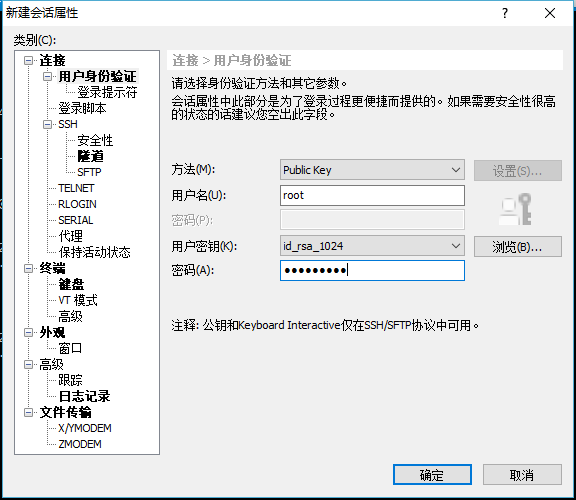 新建会话属性
?
类别(C):
连接
用户身份验证
登录提示符
登录脚本
SSH
安全性
隧道
SFTP
TELNET
RLOGIN
SERIAL
代理
保持活动状态
终端
键盘
VT 模式
高级
外观
窗口
高级
跟踪
日志记录
文件传输
X/YMODEM
ZMODEM
连接 > 用户身份验证
请选择身份验证方法和其它参数。
会话属性中此部分是为了登录过程更便捷而提供的。如果需要安全性很高
的状态的话建议您空出此字段。
方法(M): Public Key 设置(S)...
用户名(U): root
密码(P):
用户密钥(K): id_rsa_1024 浏览(B)...
密码(A): ●●●●●●●●●
注释: 公钥和Keyboard Interactive仅在SSH/SFTP协议中可用。
确定 取消